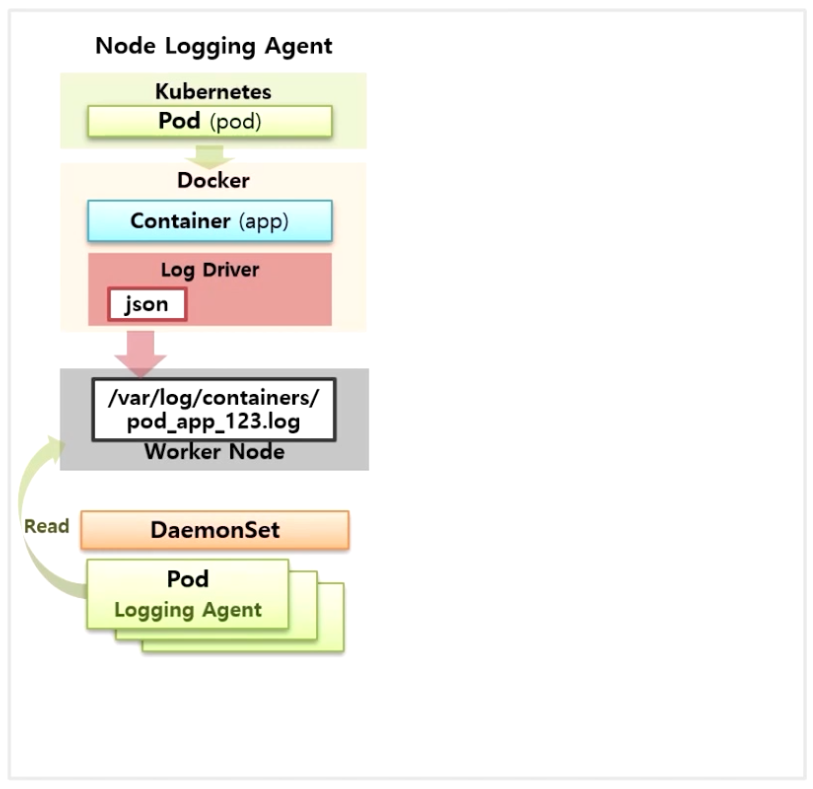 Node Logging Agent
Kubernetes
Pod (pod)
Docker
Container (app)
Log Driver
json
/var/log/containers/
pod_app_123.log
Worker Node
Read
DaemonSet
Pod
Logging Agent